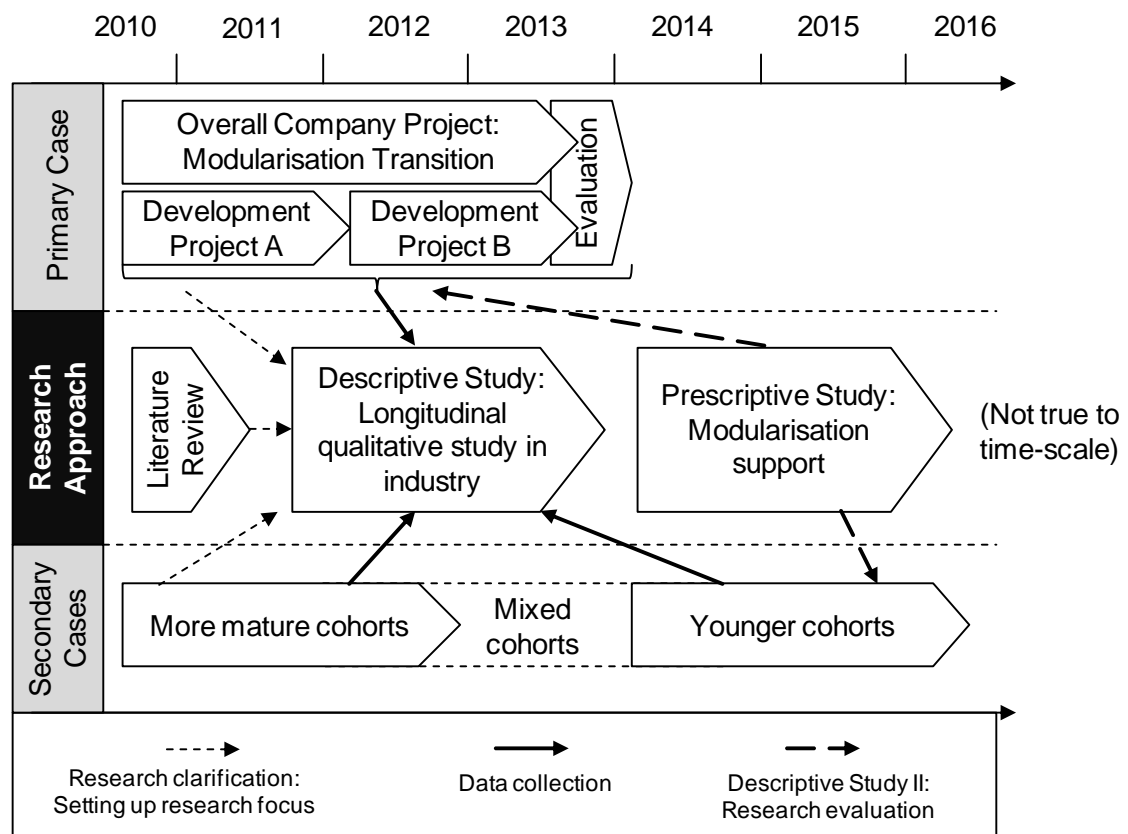 2010 2011 2012 2013 2014 2015 2016
Primary Case
Overall Company Project:
Modularisation Transition
Evaluation
Development
Project A
Development
Project B
Research
Approach
Literature
Review
Descriptive Study:
Longitudinal
qualitative study in
industry
Prescriptive Study:
Modularisation
support
(Not true to
time-scale)
Secondary
Cases
More mature cohorts
Mixed
cohorts
Younger cohorts
Research clarification:
Setting up research focus
Data collection
Descriptive Study II:
Research evaluation